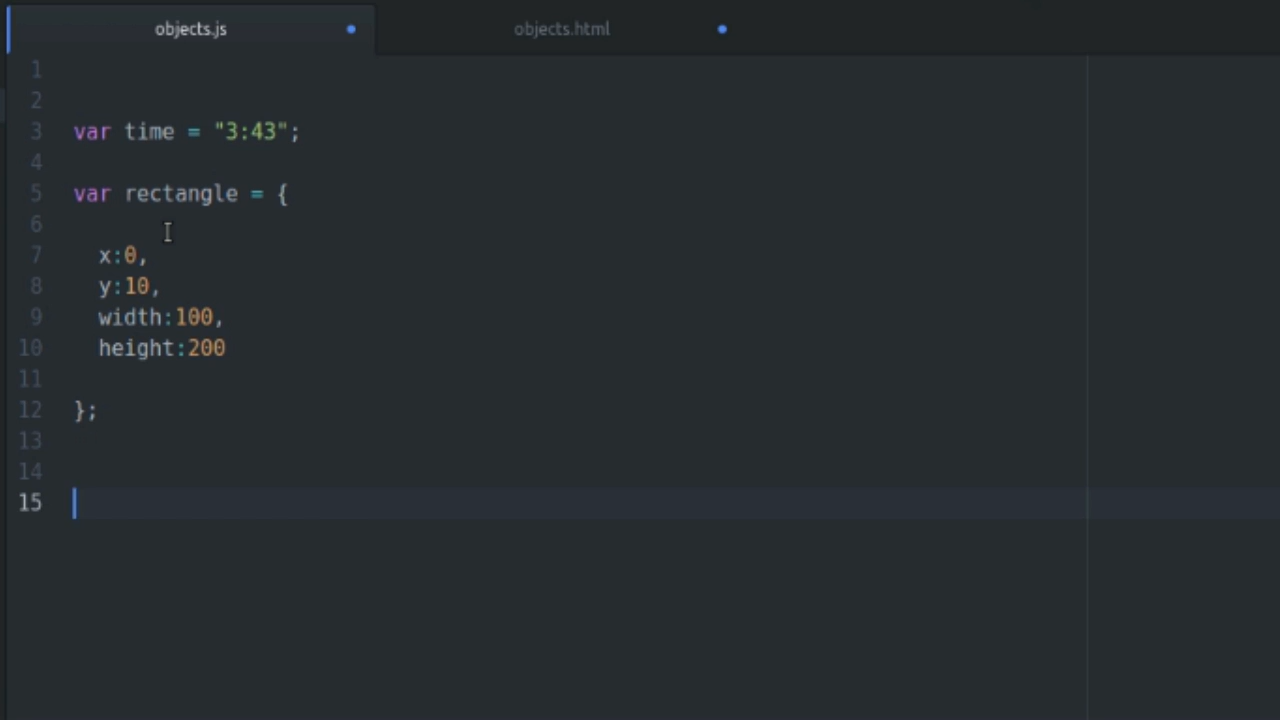 objects.js objects.html
1
2
3 var time = "3:43";
4
5 var rectangle = {
6
7 x:0,
8 y:10,
9 width:100,
10 height:200
11
12 };
13
14
15